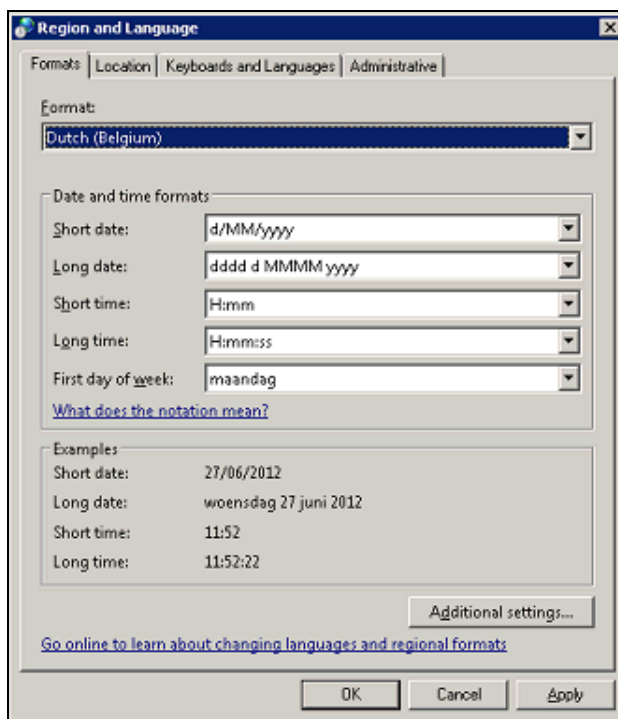 Region and Language
Formats Location Keyboards and Languages Administrative
Format:
Dutch (Belgium)
Date and time formats
Short date: d/MM/yyyy
Long date: dddd d MMMM yyyy
Short time: H:mm
Long time: H:mm:ss
First day of week: maandag
What does the notation mean?
Examples
Short date: 27/06/2012
Long date: woensdag 27 juni 2012
Short time: 11:52
Long time: 11:52:22
Additional settings...
Go online to learn about changing languages and regional formats
OK Cancel Apply